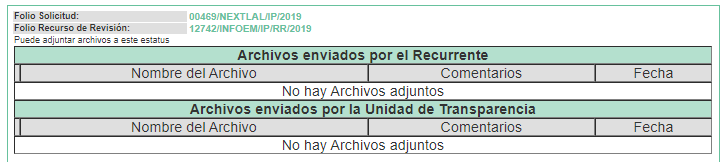 Folio Solicitud: 00469/NEXTLAL/IP/2019
Folio Recurso de Revisión: 12742/INFOEM/IP/RR/2019
Puede adjuntar archivos a este estatus
Archivos enviados por el Recurrente
Nombre del Archivo Comentarios Fecha
No hay Archivos adjuntos
Archivos enviados por la Unidad de Transparencia
Nombre del Archivo Comentarios Fecha
No hay Archivos adjuntos